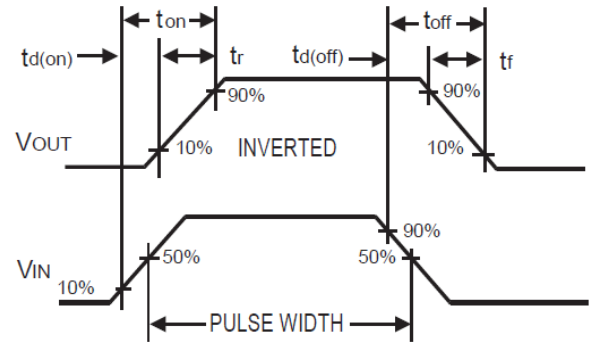 ton
toff
td(on)
tr
td(off)
tf
90%
90%
VOUT
10%
INVERTED
10%
90%
50%
50%
VIN
10%
PULSE WIDTH